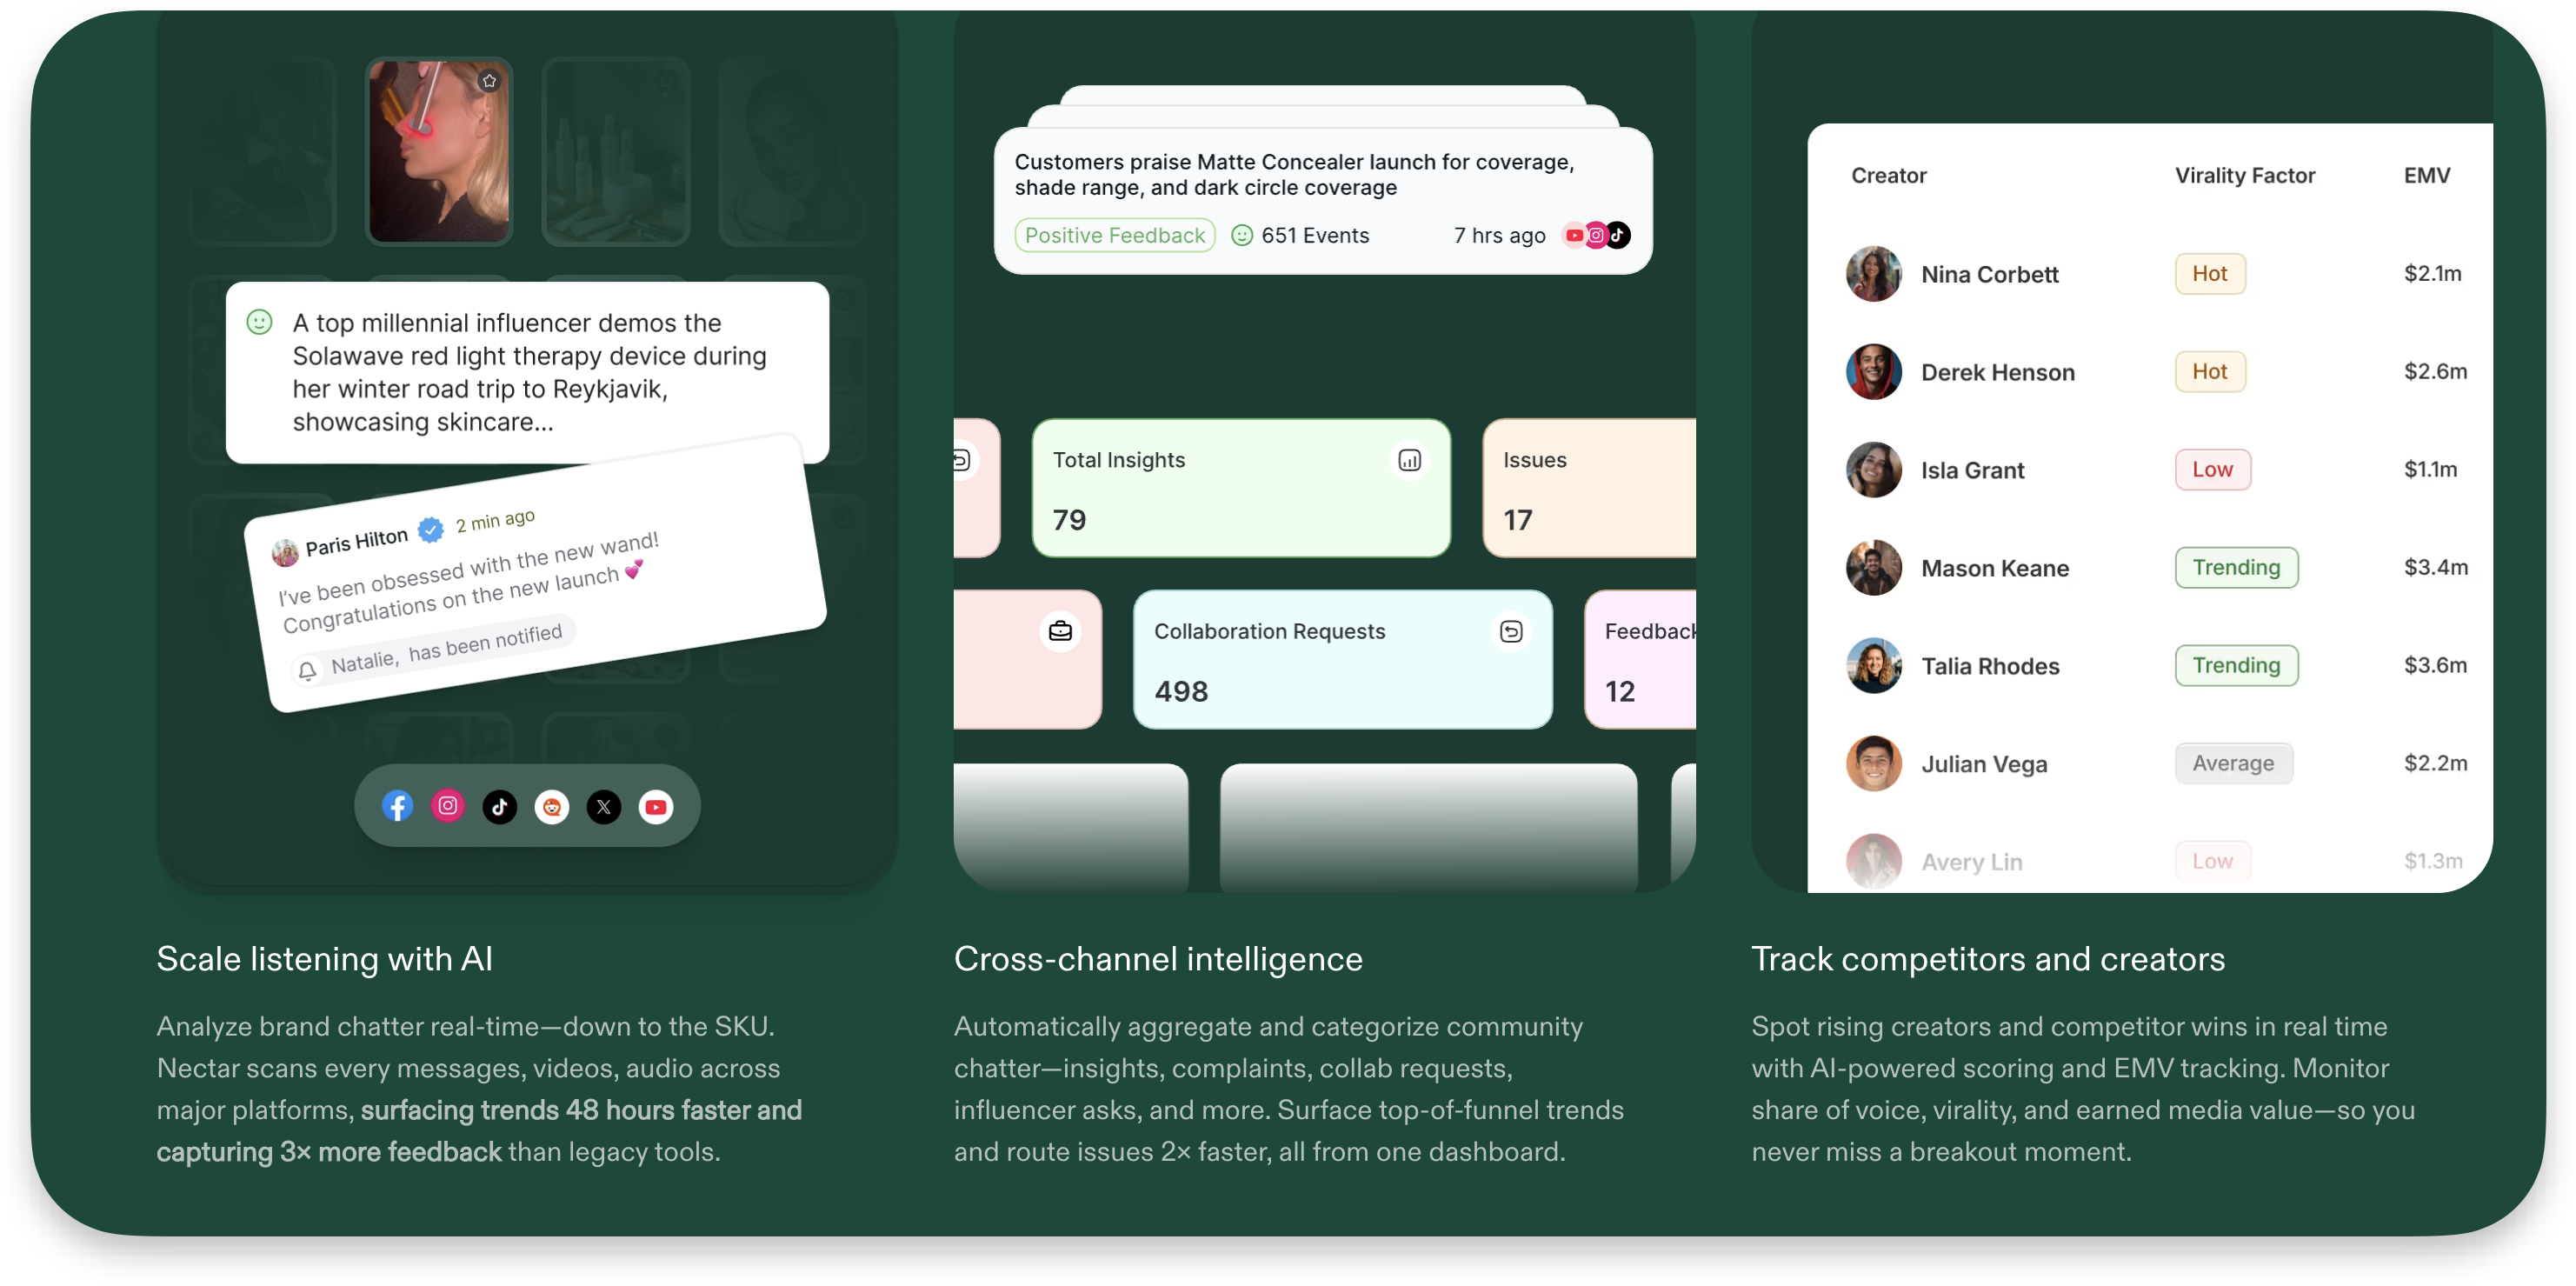 A top millennial influencer demos the
Solawave red light therapy device during
her winter road trip to Reykjavik,
showcasing skincare...
Paris Hilton 2 min ago
I've been obsessed with the new wand!
Congratulations on the new launch 💕
Natalie, has been notified
Scale listening with AI
Analyze brand chatter real-time—down to the SKU.
Nectar scans every messages, videos, audio across
major platforms, surfacing trends 48 hours faster and
capturing 3× more feedback than legacy tools.
Customers praise Matte Concealer launch for coverage,
shade range, and dark circle coverage
Positive Feedback 651 Events 7 hrs ago
Total Insights
79
Issues
17
Collaboration Requests
498
Feedback
12
Cross-channel intelligence
Automatically aggregate and categorize community
chatter—insights, complaints, collab requests,
influencer asks, and more. Surface top-of-funnel trends
and route issues 2× faster, all from one dashboard.
Creator Virality Factor EMV
Nina Corbett Hot $2.1m
Derek Henson Hot $2.6m
Isla Grant Low $1.1m
Mason Keane Trending $3.4m
Talia Rhodes Trending $3.6m
Julian Vega Average $2.2m
Avery Lin Low $1.3m
Track competitors and creators
Spot rising creators and competitor wins in real time
with AI-powered scoring and EMV tracking. Monitor
share of voice, virality, and earned media value—so you
never miss a breakout moment.